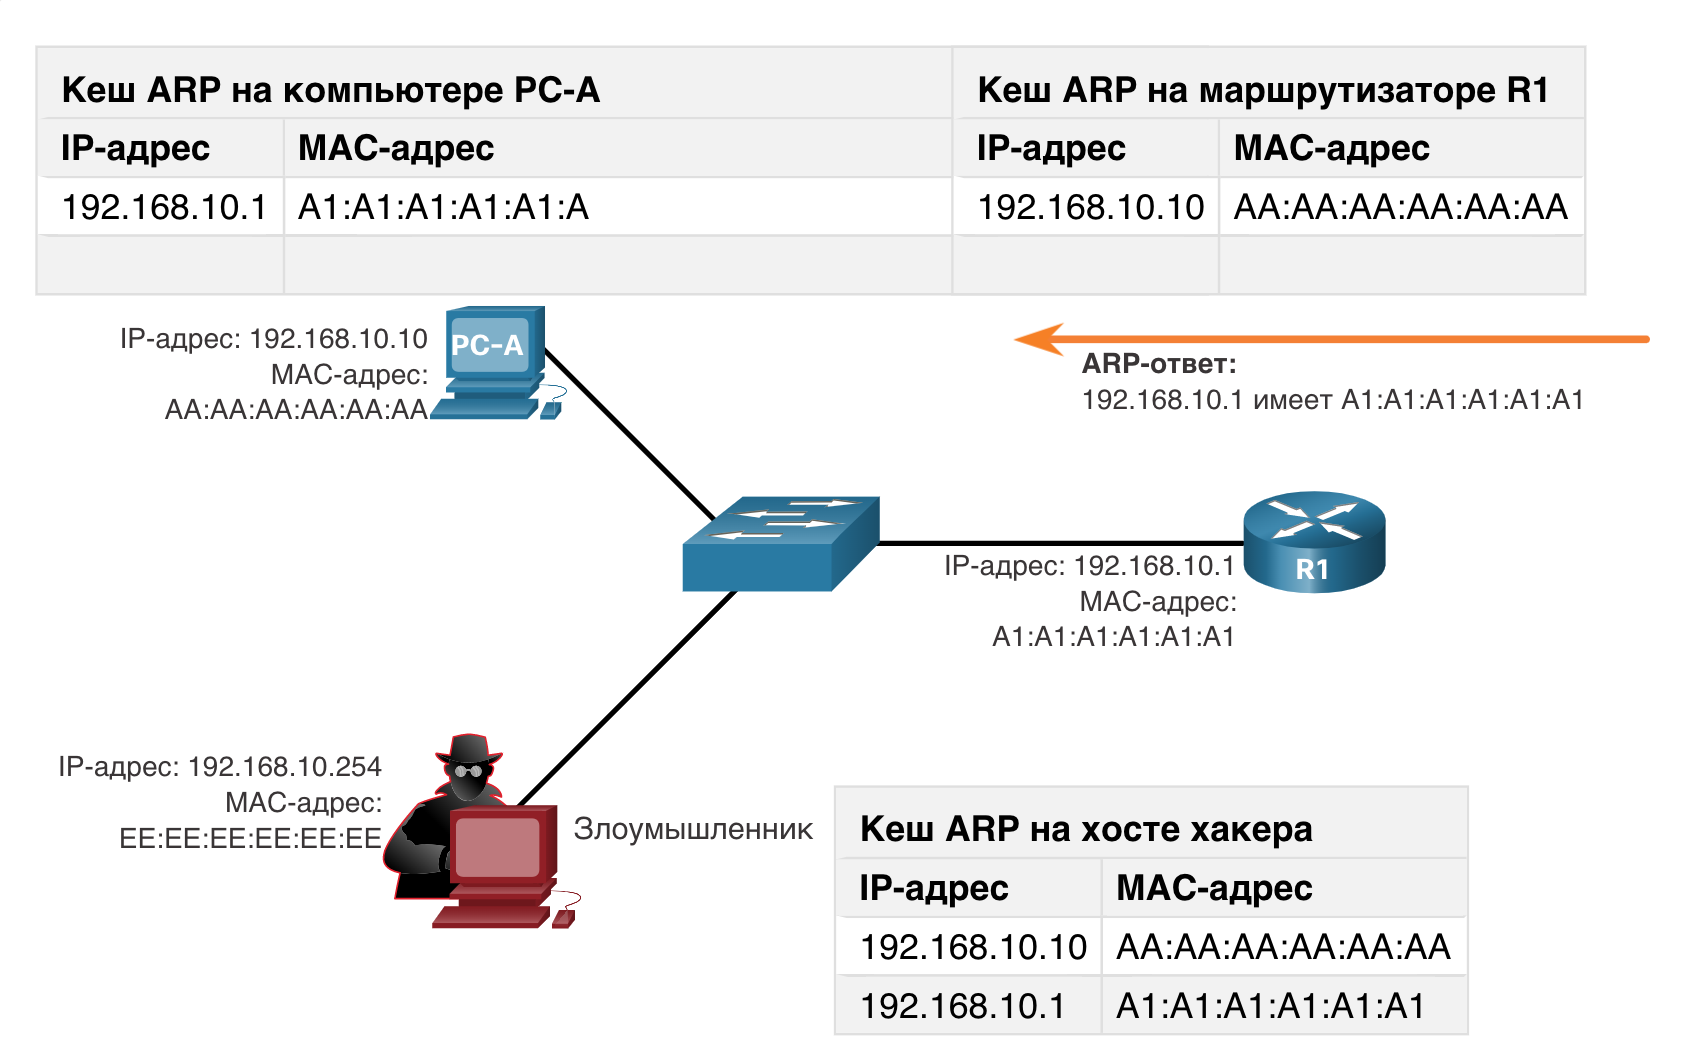 Кеш ARP на компьютере PC-A
Кеш ARP на маршрутизаторе R1
IP-адрес MAC-адрес
IP-адрес MAC-адрес
192.168.10.1 A1:A1:A1:A1:A1:A
192.168.10.10 AA:AA:AA:AA:AA:AA
IP-адрес: 192.168.10.10
MAC-адрес:
AA:AA:AA:AA:AA:AA
PC-A
ARP-ответ:
192.168.10.1 имеет A1:A1:A1:A1:A1:A1
IP-адрес: 192.168.10.1
MAC-адрес:
A1:A1:A1:A1:A1:A1
R1
IP-адрес: 192.168.10.254
MAC-адрес:
EE:EE:EE:EE:EE:EE
Злоумышленник
Кеш ARP на хосте хакера
IP-адрес MAC-адрес
192.168.10.10 AA:AA:AA:AA:AA:AA
192.168.10.1 A1:A1:A1:A1:A1:A1